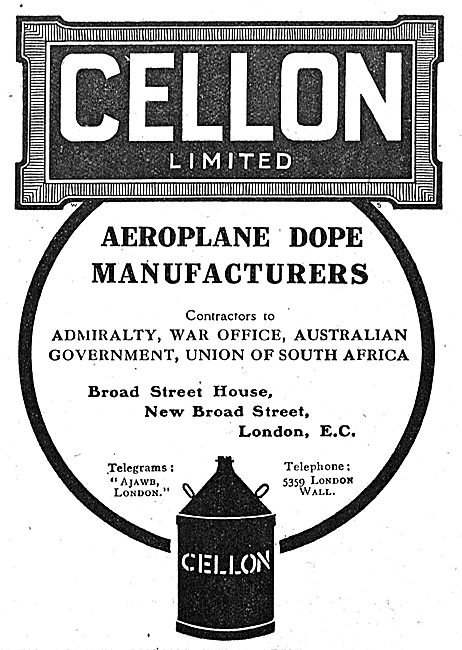 CELLON
LIMITED
AEROPLANE DOPE
MANUFACTURERS
Contractors to
ADMIRALTY, WAR OFFICE, AUSTRALIAN
GOVERNMENT, UNION OF SOUTH AFRICA
Broad Street House,
New Broad Street,
London, E.C.
Telegrams:
"AJAWB,
LONDON."
Telephone:
5359 LONDON
WALL.
CELLON